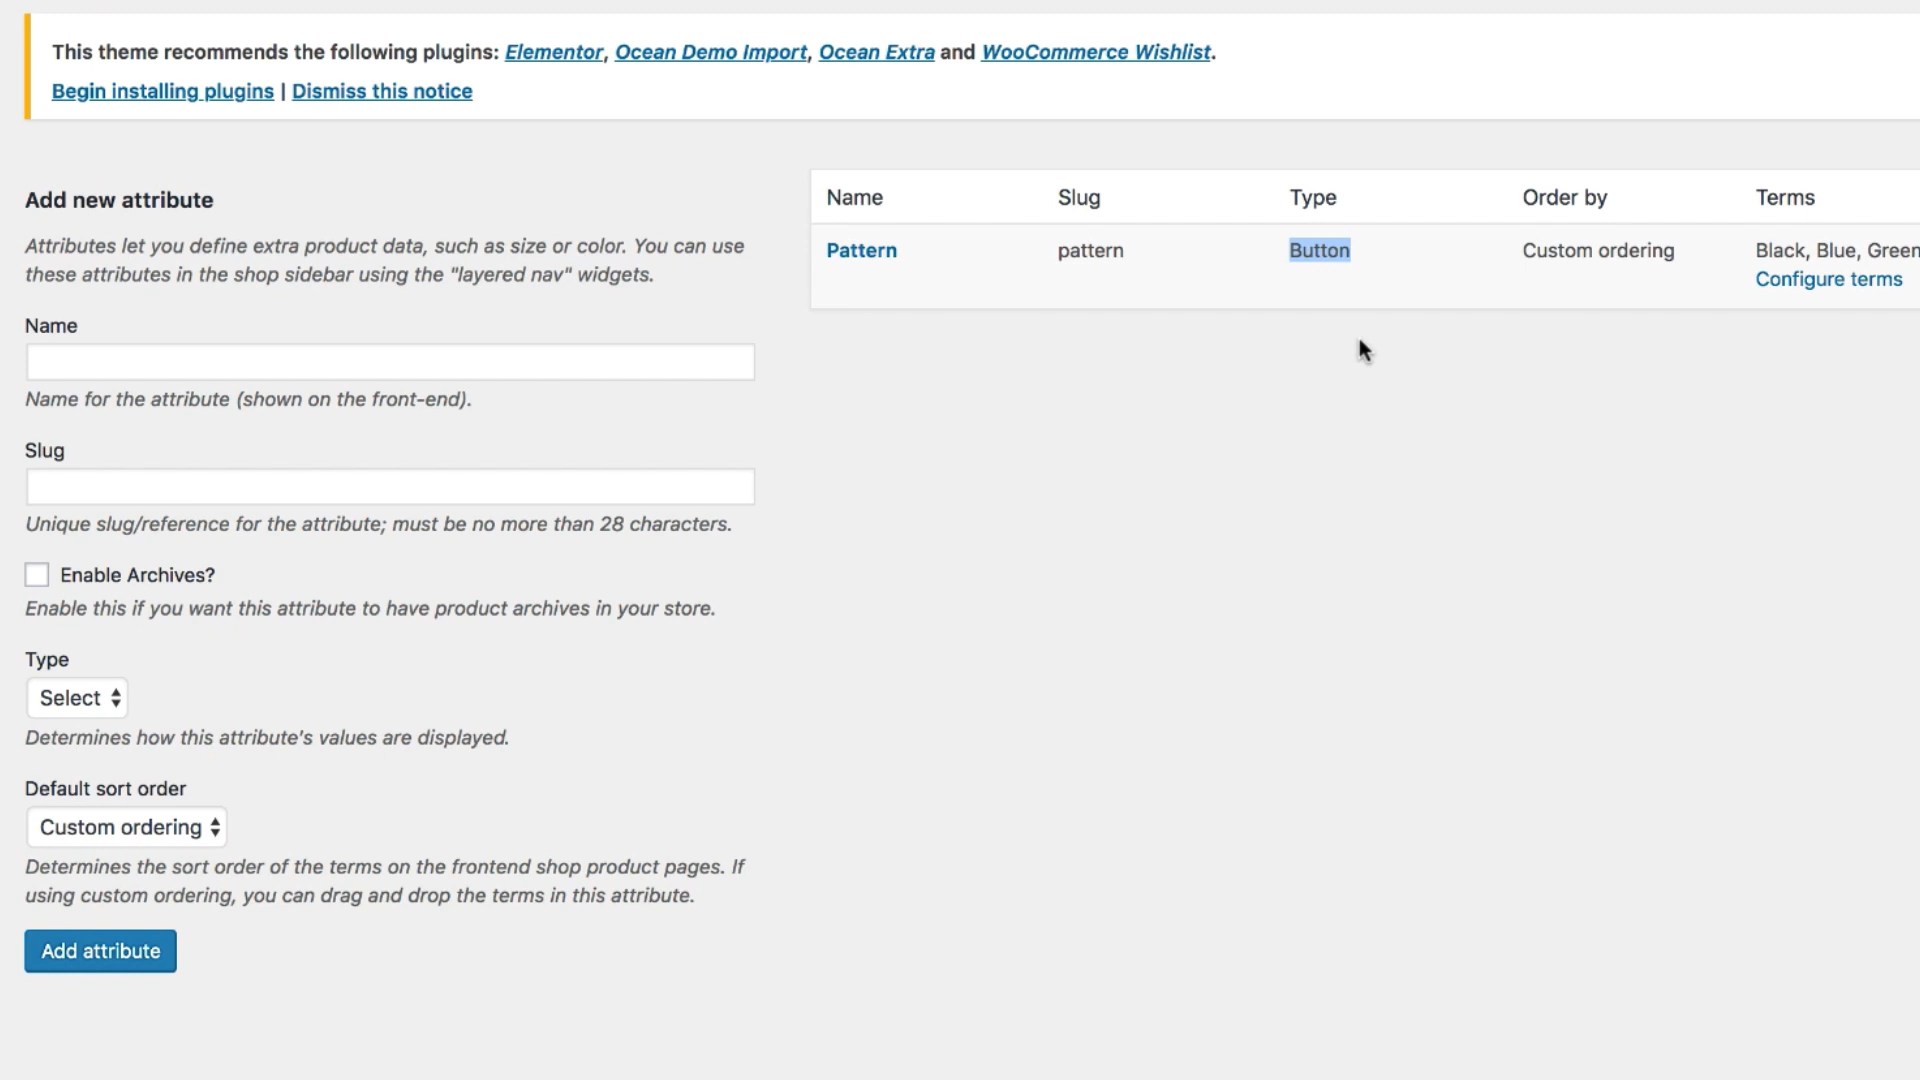 This theme recommends the following plugins: Elementor, Ocean Demo Import, Ocean Extra and WooCommerce Wishlist.
Begin installing plugins | Dismiss this notice
Add new attribute
Attributes let you define extra product data, such as size or color. You can use
these attributes in the shop sidebar using the "layered nav" widgets.
Name
Name for the attribute (shown on the front-end).
Slug
Unique slug/reference for the attribute; must be no more than 28 characters.
Enable Archives?
Enable this if you want this attribute to have product archives in your store.
Type
Select
Determines how this attribute's values are displayed.
Default sort order
Custom ordering
Determines the sort order of the terms on the frontend shop product pages. If
using custom ordering, you can drag and drop the terms in this attribute.
Add attribute
Name Slug Type Order by Terms
Pattern pattern Button Custom ordering Black, Blue, Green
Configure terms